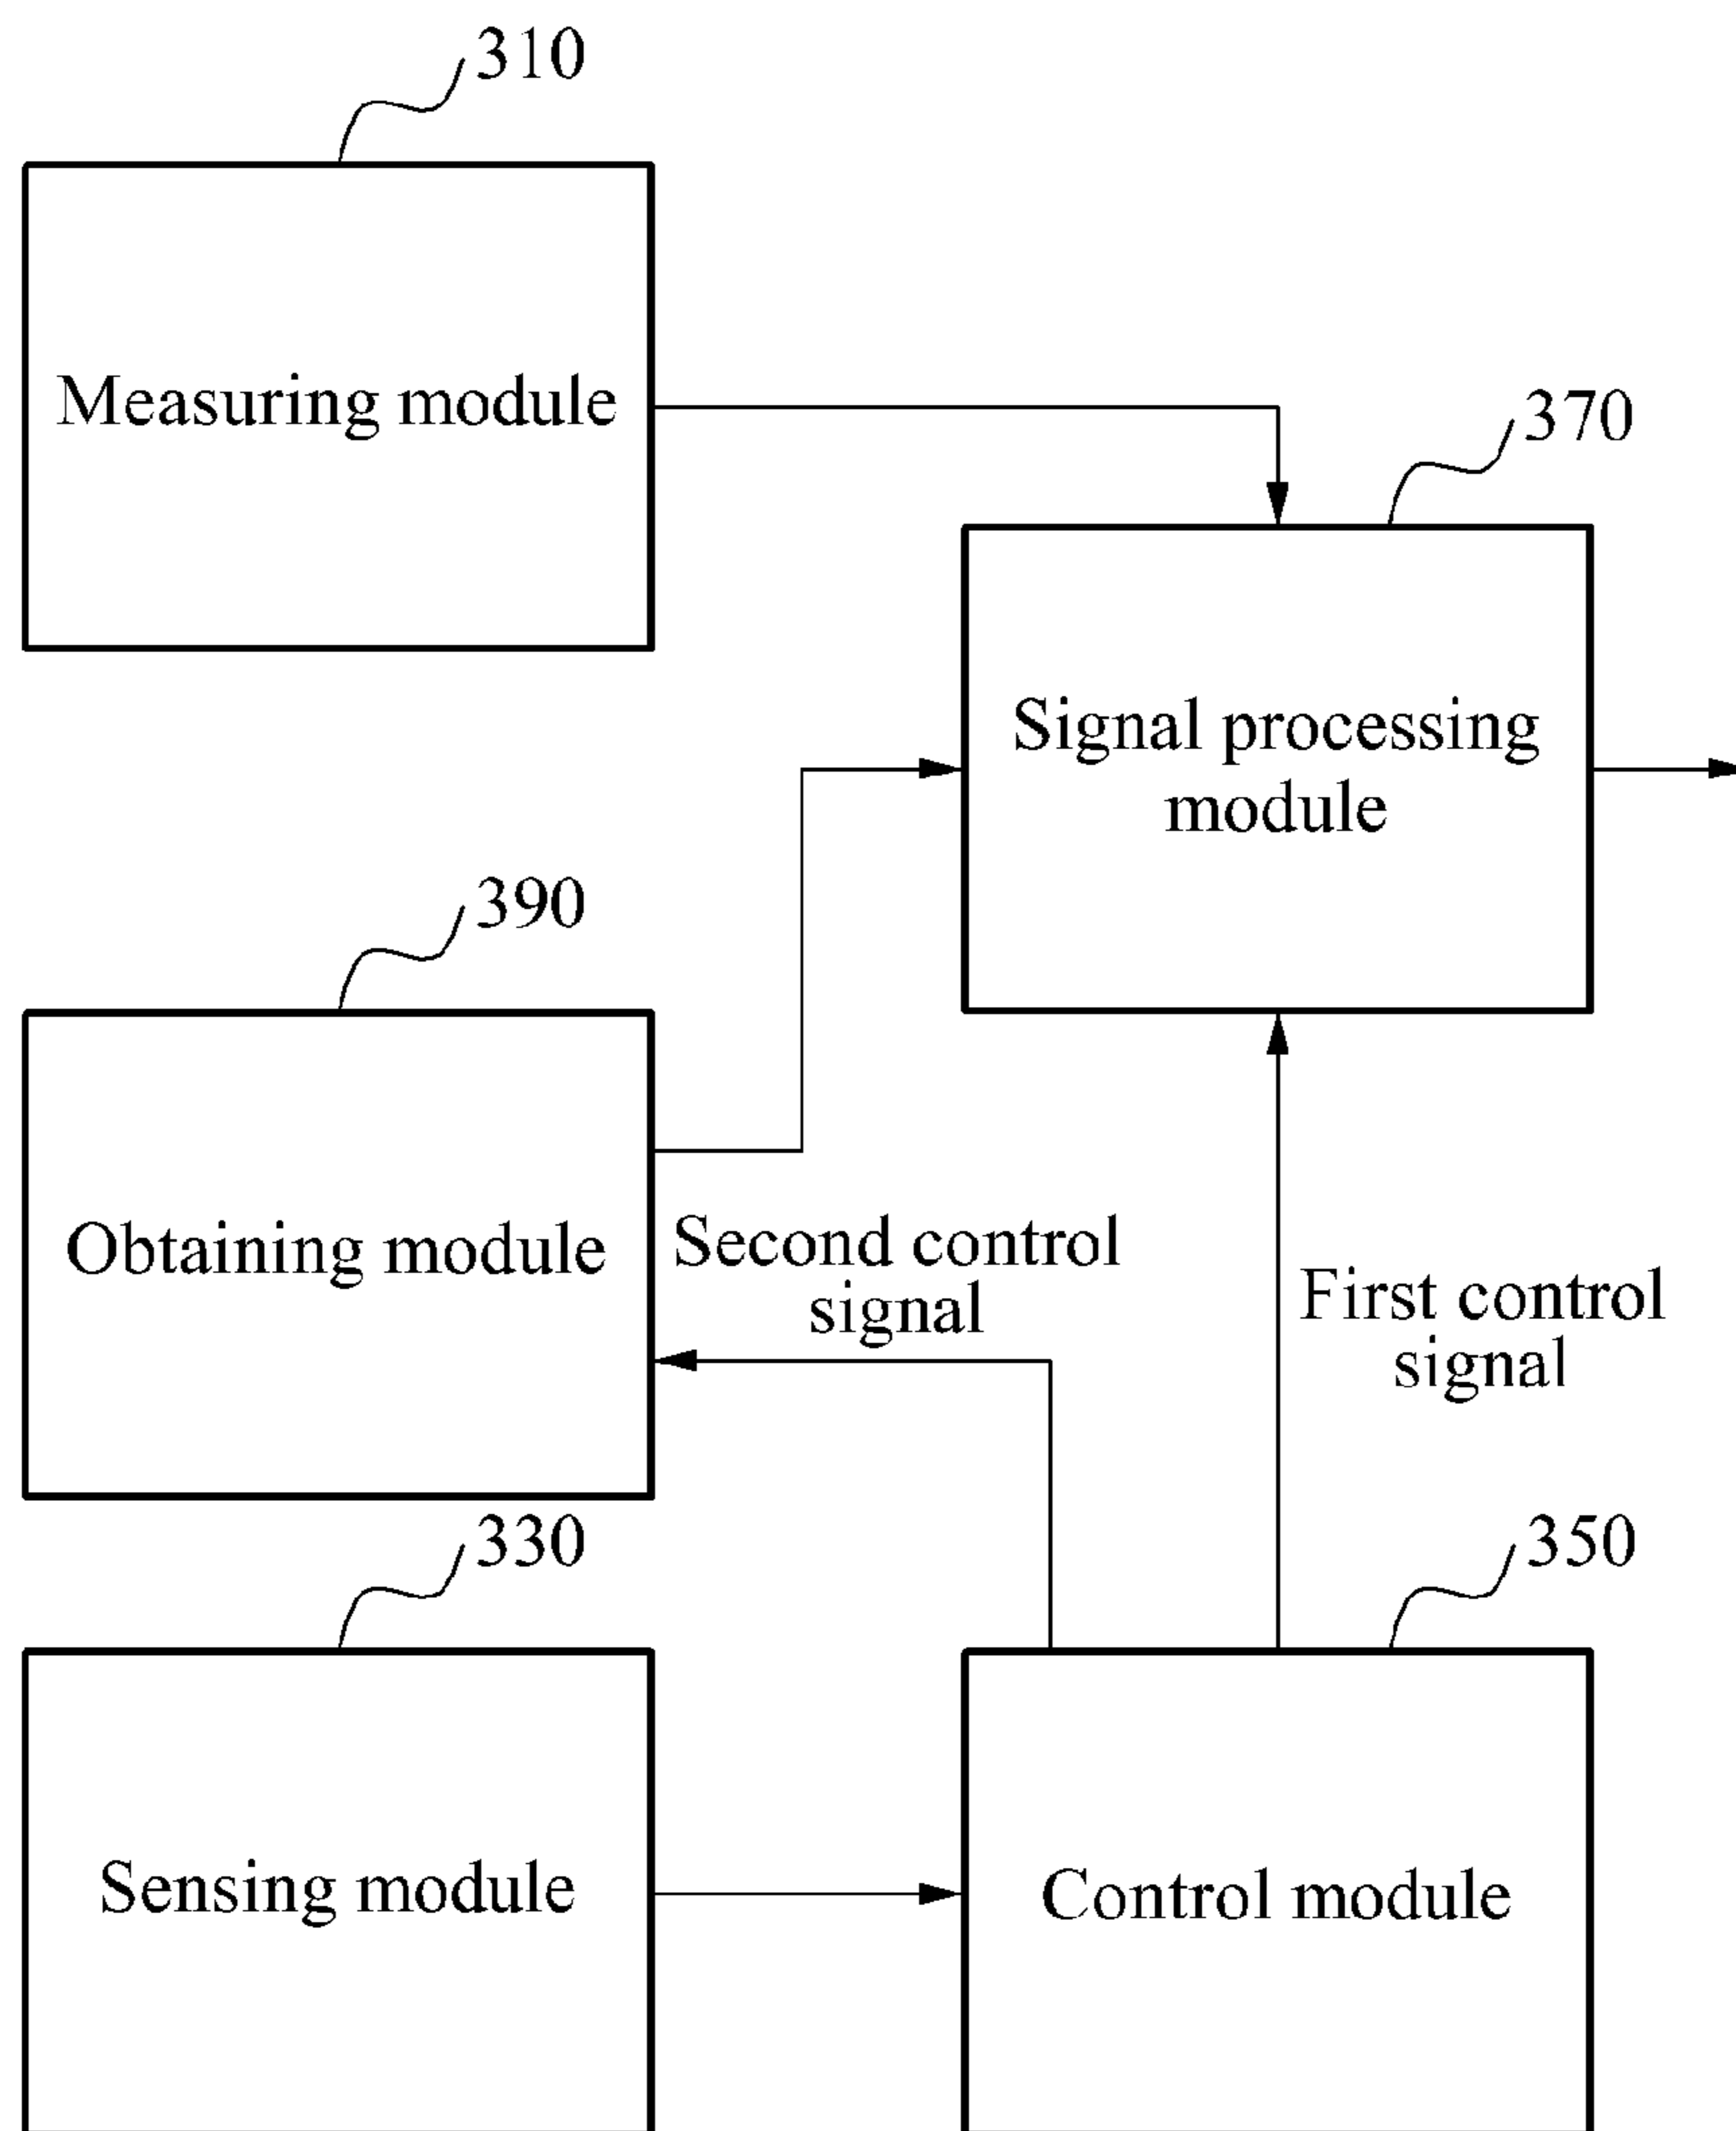 310
Measuring module
370
Signal processing
module
390
Obtaining module
Second control
signal
First control
signal
330
350
Sensing module
Control module